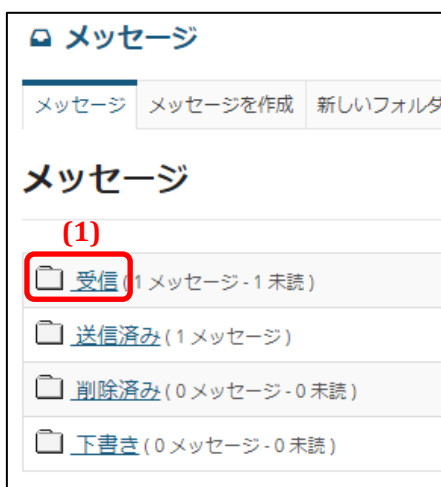 メッセージ
メッセージ メッセージを作成 新しいフォルダ
メッセージ
(1)
受信 (1 メッセージ - 1 未読 )
送信済み ( 1 メッセージ )
削除済み ( 0 メッセージ - 0 未読 )
下書き ( 0 メッセージ - 0 未読 )